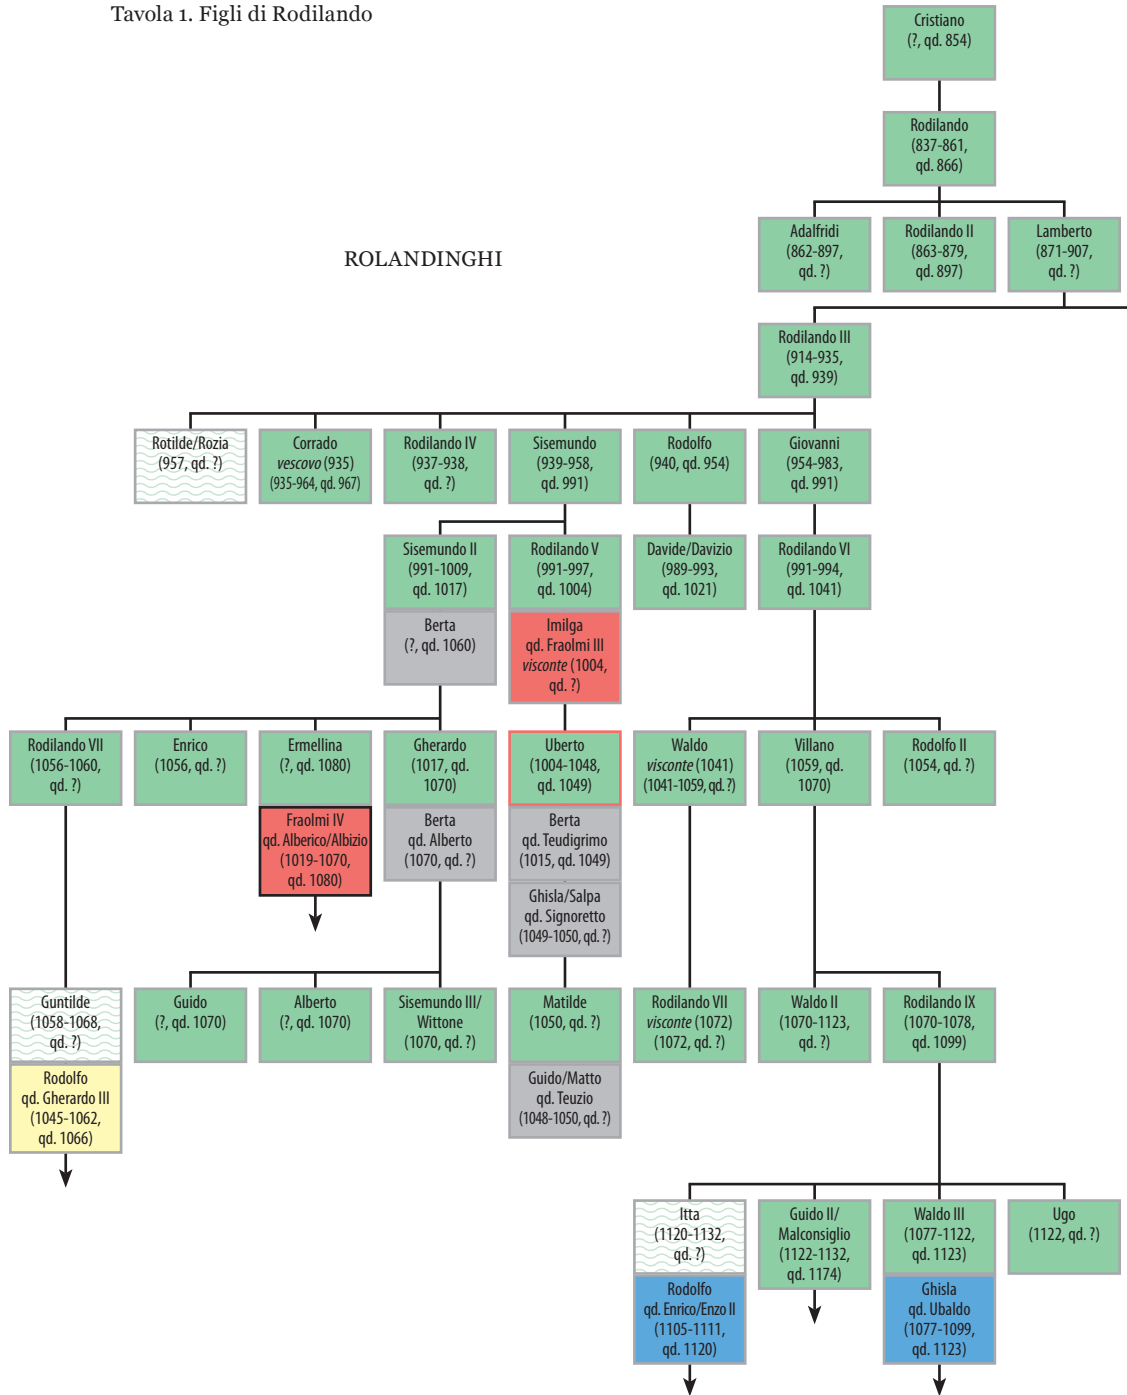 Tavola 1. Figli di Rodilando
Cristiano
(?, qd. 854)
Rodilando
(837-861,
qd. 866)
ROLANDINGHI
Adalfridi
(862-897,
qd. ?)
Rodilando II
(863-879,
qd. 897)
Lamberto
(871-907,
qd. ?)
Rodilando III
(914-935,
qd. 939)
Rotilde/Rozia
(957, qd. ?)
Corrado
vescovo (935)
(935-964, qd. 967)
Rodilando IV
(937-938,
qd. ?)
Sisemundo
(939-958,
qd. 991)
Rodolfo
(940, qd. 954)
Giovanni
(954-983,
qd. 991)
Sisemundo II
(991-1009,
qd. 1017)
Berta
(?, qd. 1060)
Rodilando V
(991-997,
qd. 1004)
Imilga
qd. Fraolmi III
visconte (1004,
qd. ?)
Davide/Davizio
(989-993,
qd. 1021)
Rodilando VI
(991-994,
qd. 1041)
Rodilando VII
(1056-1060,
qd. ?)
Enrico
(1056, qd. ?)
Ermellina
(?, qd. 1080)
Fraolmi IV
qd. Alberico/Albizio
(1019-1070,
qd. 1080)
Gherardo
(1017, qd.
1070)
Berta
qd. Alberto
(1070, qd. ?)
Uberto
(1004-1048,
qd. 1049)
Berta
qd. Teudigrimo
(1015, qd. 1049)
Ghisla/Salpa
qd. Signoretto
(1049-1050, qd. ?)
Waldo
visconte (1041)
(1041-1059, qd. ?)
Villano
(1059, qd.
1070)
Rodolfo II
(1054, qd. ?)
Guntilde
(1058-1068,
qd. ?)
Rodolfo
qd. Gherardo III
(1045-1062,
qd. 1066)
Guido
(?, qd. 1070)
Alberto
(?, qd. 1070)
Sisemundo III/
Wittone
(1070, qd. ?)
Matilde
(1050, qd. ?)
Guido/Matto
qd. Teuzio
(1048-1050, qd. ?)
Rodilando VII
visconte (1072)
(1072, qd. ?)
Waldo II
(1070-1123,
qd. ?)
Rodilando IX
(1070-1078,
qd. 1099)
Itta
(1120-1132,
qd. ?)
Rodolfo
qd. Enrico/Enzo II
(1105-1111,
qd. 1120)
Guido II/
Malconsiglio
(1122-1132,
qd. 1174)
Waldo III
(1077-1122,
qd. 1123)
Ghisla
qd. Ubaldo
(1077-1099,
qd. 1123)
Ugo
(1122, qd. ?)